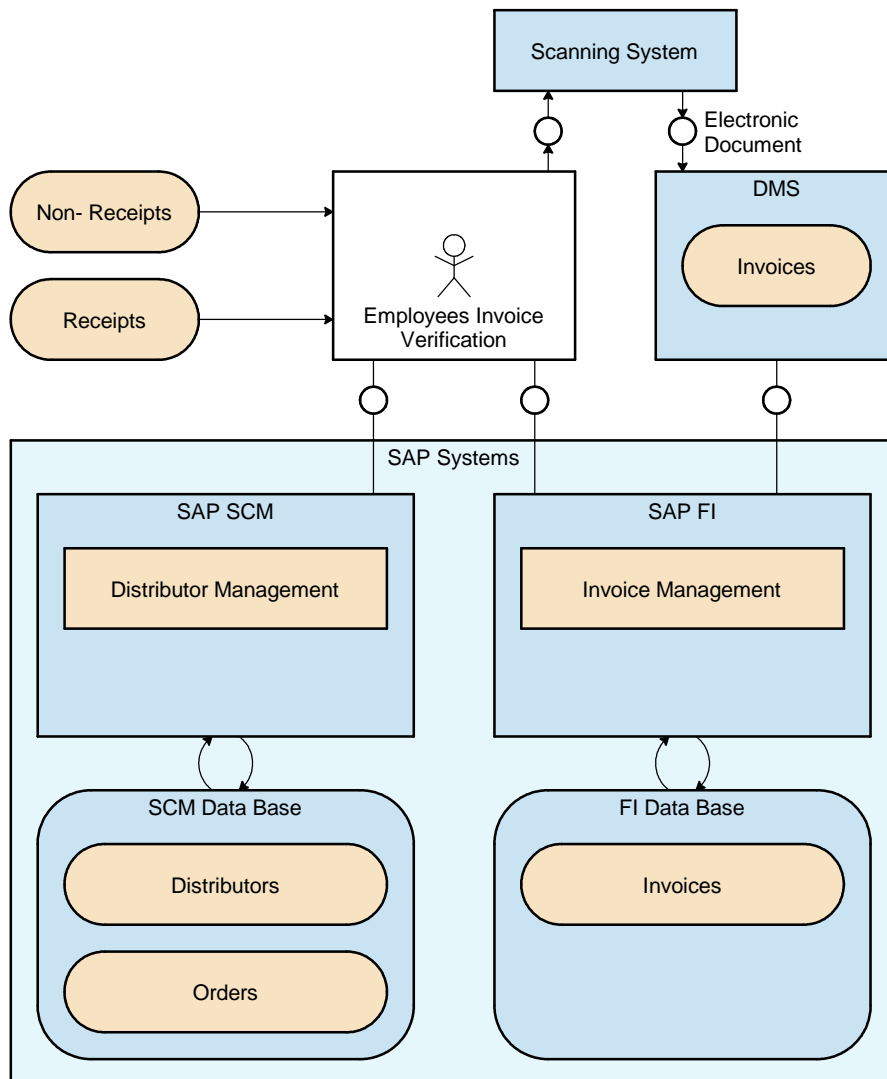 Scanning System
Electronic
Document
Non- Receipts
DMS
Invoices
Receipts
Employees Invoice
Verification
SAP Systems
SAP SCM
SAP FI
Distributor Management
Invoice Management
SCM Data Base
FI Data Base
Distributors
Invoices
Orders